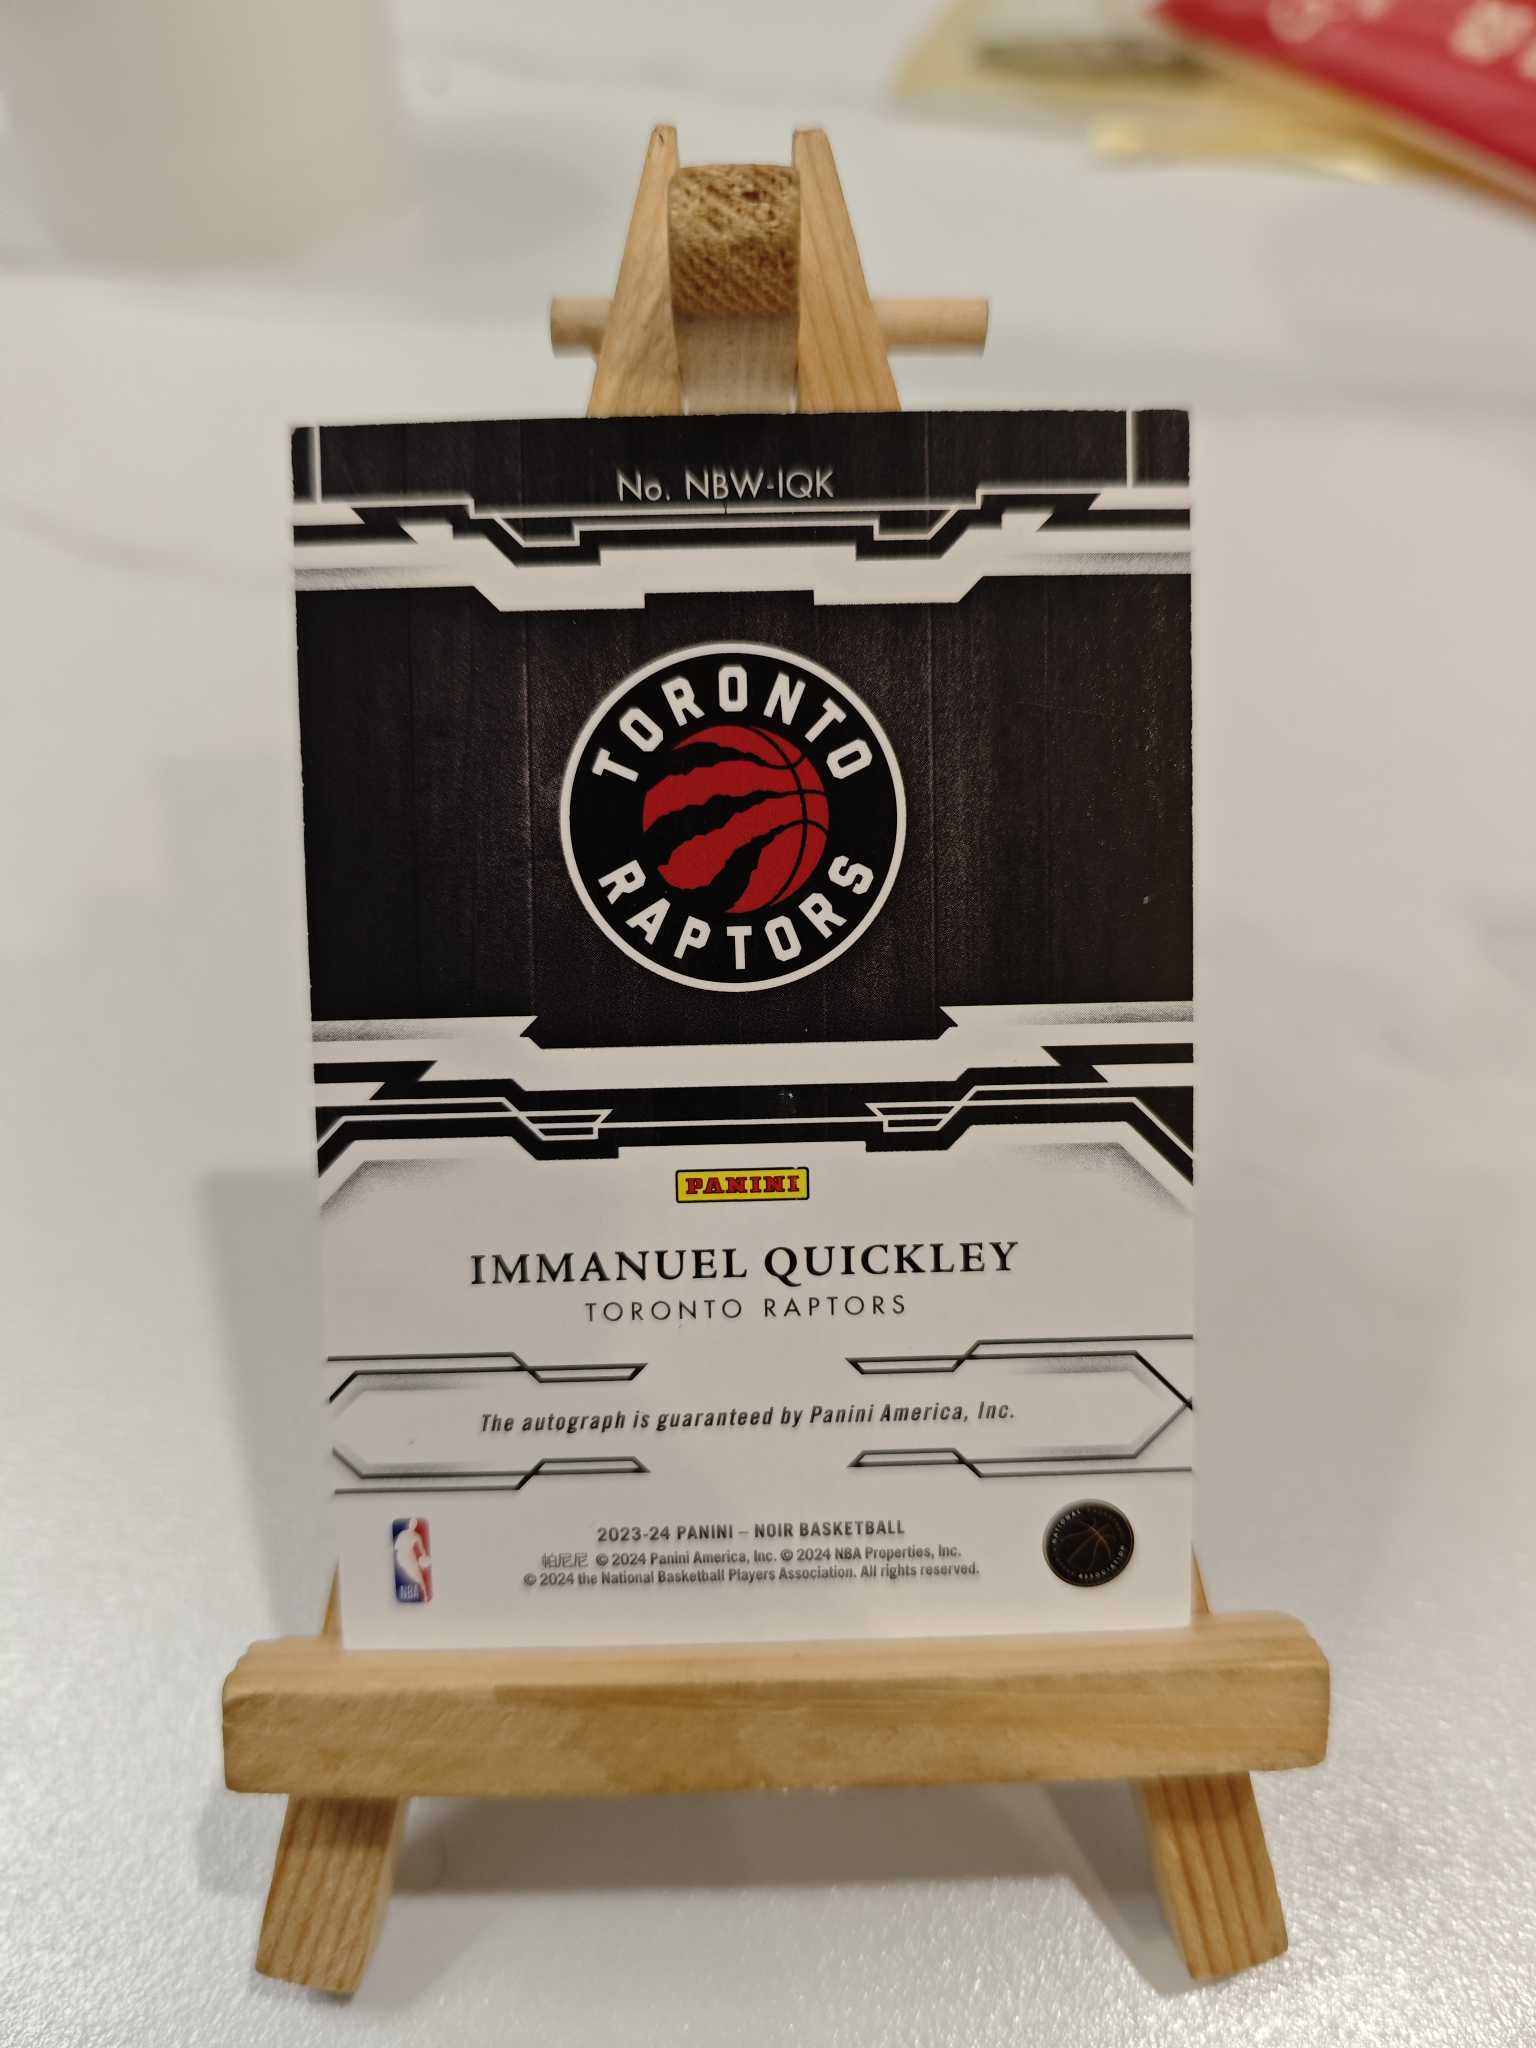 No. NBW-IQK
TORONTO
RAPTORS
PANINI
IMMANUEL QUICKLEY
TORONTO RAPTORS
The autograph is guaranteed by Panini America, Inc.
2023-24 PANINI – NOIR BASKETBALL
帕尼尼 © 2024 Panini America, Inc. © 2024 NBA Properties, Inc.
© 2024 the National Basketball Players Association. All rights reserved.
NBA
NATIONAL
ASSOCIATION